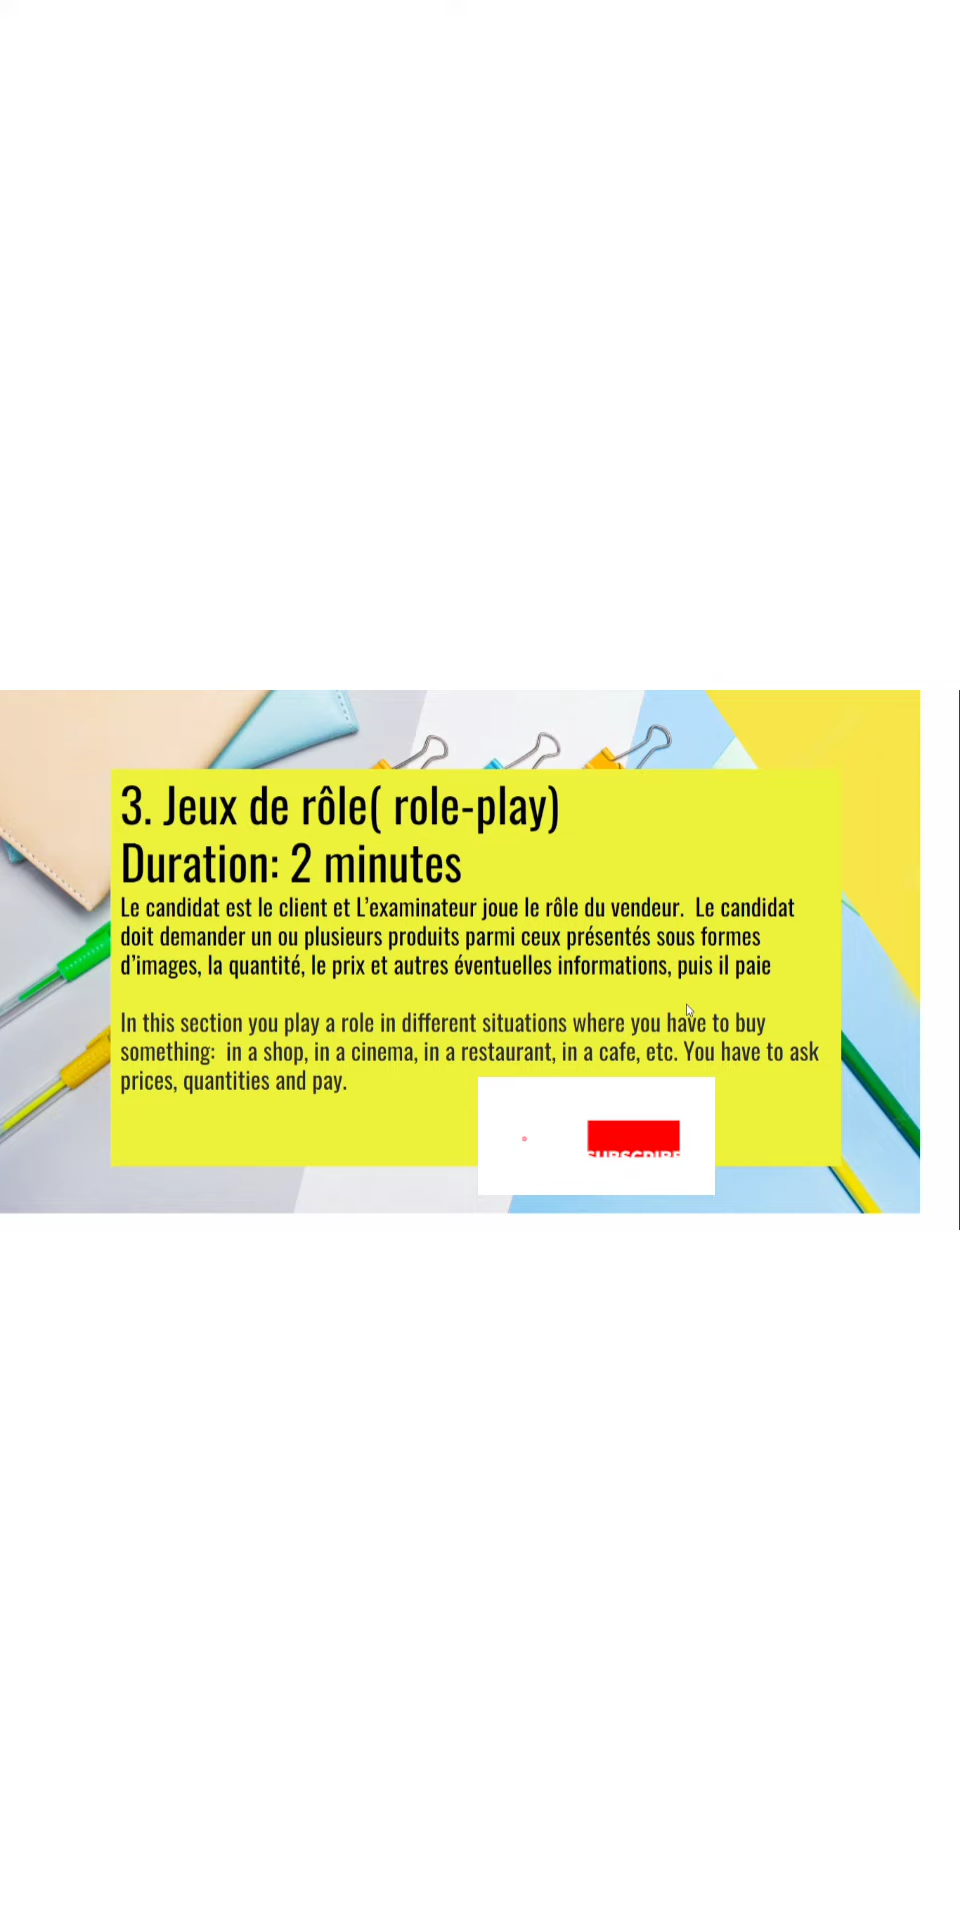 3. Jeux de rôle( role-play)
Duration: 2 minutes
Le candidat est le client et L’examinateur joue le rôle du vendeur.  Le candidat
doit demander un ou plusieurs produits parmi ceux présentés sous formes
d’images, la quantité, le prix et autres éventuelles informations, puis il paie
In this section you play a role in different situations where you have to buy
something:  in a shop, in a cinema, in a restaurant, in a cafe, etc. You have to ask
prices, quantities and pay.
SUBSCRIBE